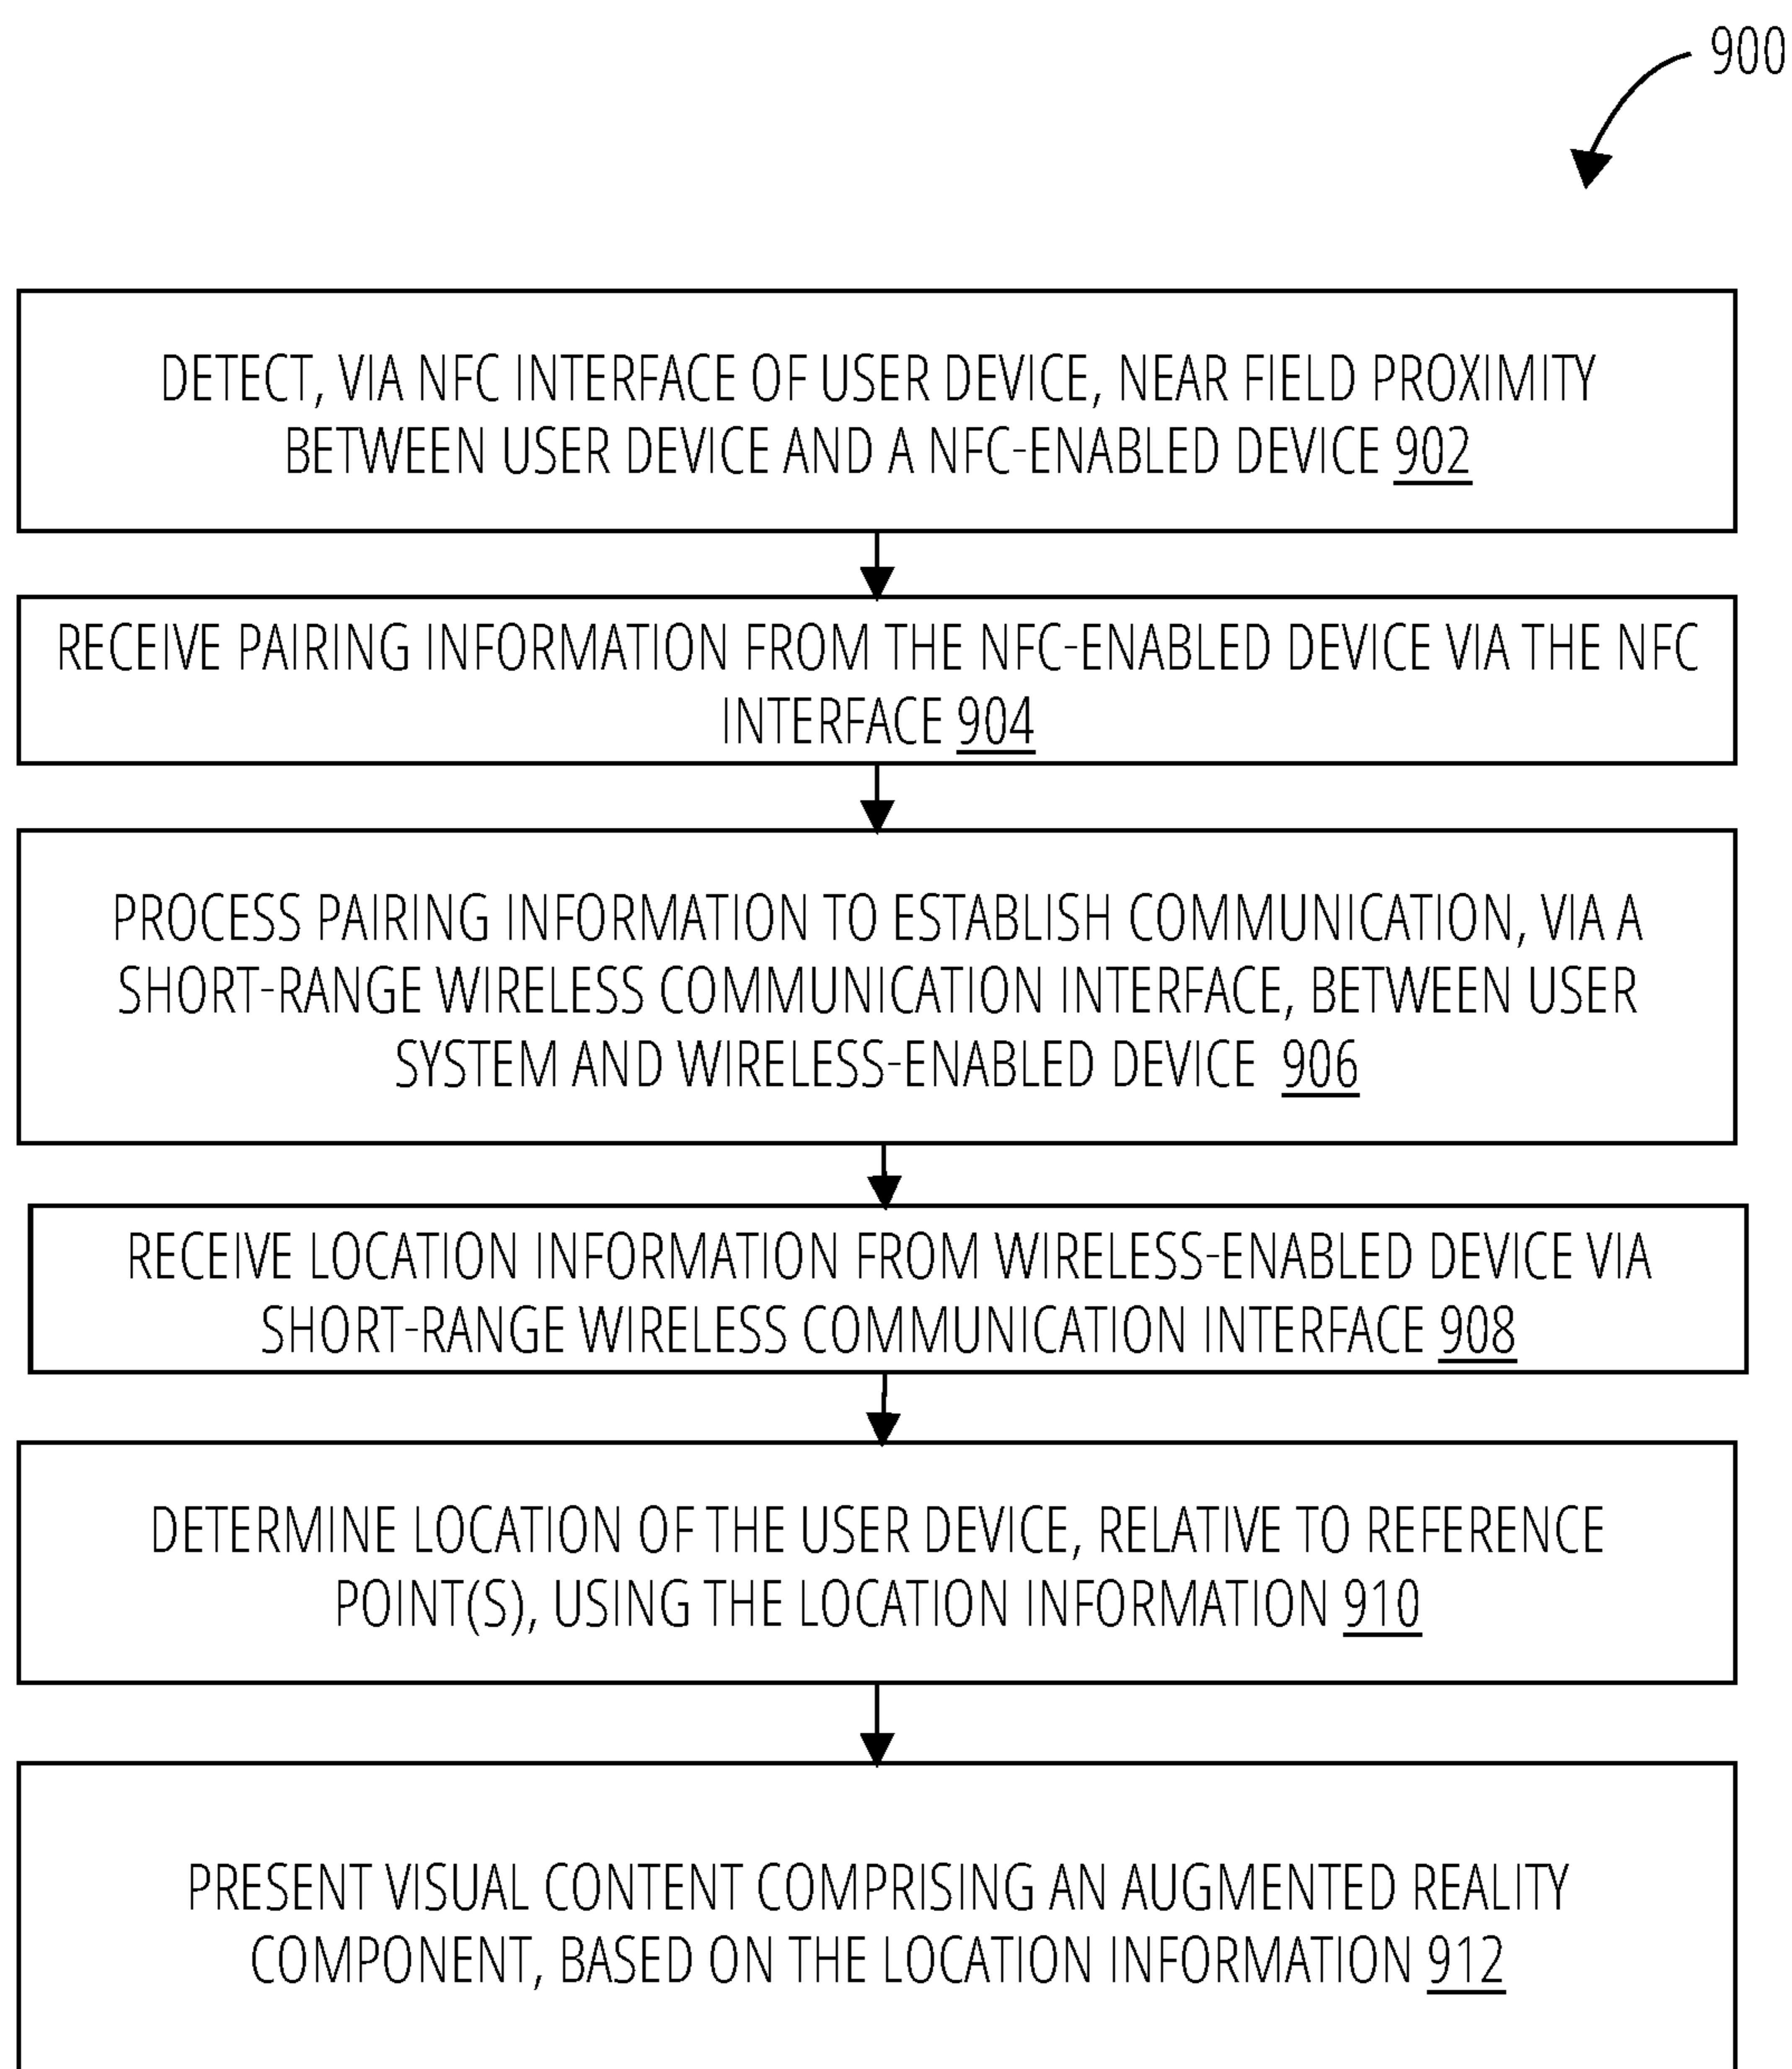 900
DETECT, VIA NFC INTERFACE OF USER DEVICE, NEAR FIELD PROXIMITY
BETWEEN USER DEVICE AND A NFC-ENABLED DEVICE 902
RECEIVE PAIRING INFORMATION FROM THE NFC-ENABLED DEVICE VIA THE NFC
INTERFACE 904
PROCESS PAIRING INFORMATION TO ESTABLISH COMMUNICATION, VIA A
SHORT-RANGE WIRELESS COMMUNICATION INTERFACE, BETWEEN USER
SYSTEM AND WIRELESS-ENABLED DEVICE 906
RECEIVE LOCATION INFORMATION FROM WIRELESS-ENABLED DEVICE VIA
SHORT-RANGE WIRELESS COMMUNICATION INTERFACE 908
DETERMINE LOCATION OF THE USER DEVICE, RELATIVE TO REFERENCE
POINT(S), USING THE LOCATION INFORMATION 910
PRESENT VISUAL CONTENT COMPRISING AN AUGMENTED REALITY
COMPONENT, BASED ON THE LOCATION INFORMATION 912